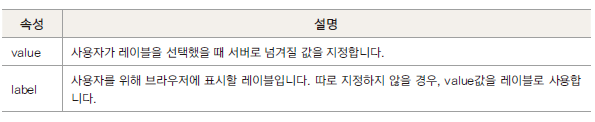 속성 설명
value 사용자가 레이블을 선택했을 때 서버로 넘겨질 값을 지정합니다.
label 사용자를 위해 브라우저에 표시할 레이블입니다. 따로 지정하지 않을 경우, value값을 레이블로 사용합
니다.